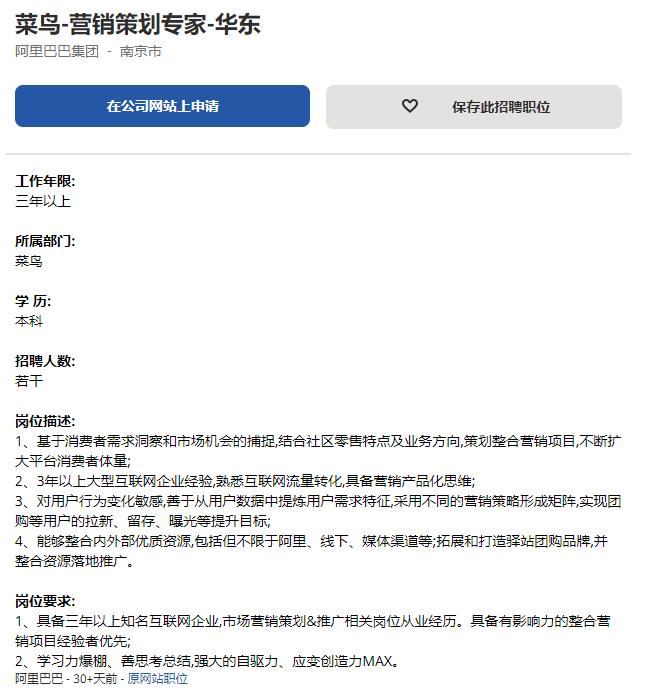 菜鸟-营销策划专家-华东
阿里巴巴集团 - 南京市
在公司网站上申请
保存此招聘职位
工作年限:
三年以上
所属部门:
菜鸟
学 历:
本科
招聘人数:
若干
岗位描述:
1、基于消费者需求洞察和市场机会的捕捉,结合社区零售特点及业务方向,策划整合营销项目,不断扩
大平台消费者体量;
2、3年以上大型互联网企业经验,熟悉互联网流量转化,具备营销产品化思维;
3、对用户行为变化敏感,善于从用户数据中提炼用户需求特征,采用不同的营销策略形成矩阵,实现团
购等用户的拉新、留存、曝光等提升目标;
4、能够整合内外部优质资源,包括但不限于阿里、线下、媒体渠道等;拓展和打造驿站团购品牌,并
整合资源落地推广。
岗位要求:
1、具备三年以上知名互联网企业,市场营销策划&推广相关岗位从业经历。具备有影响力的整合营
销项目经验者优先;
2、学习力爆棚、善思考总结,强大的自驱力、应变创造力MAX。
阿里巴巴 - 30+天前 - 原网站职位